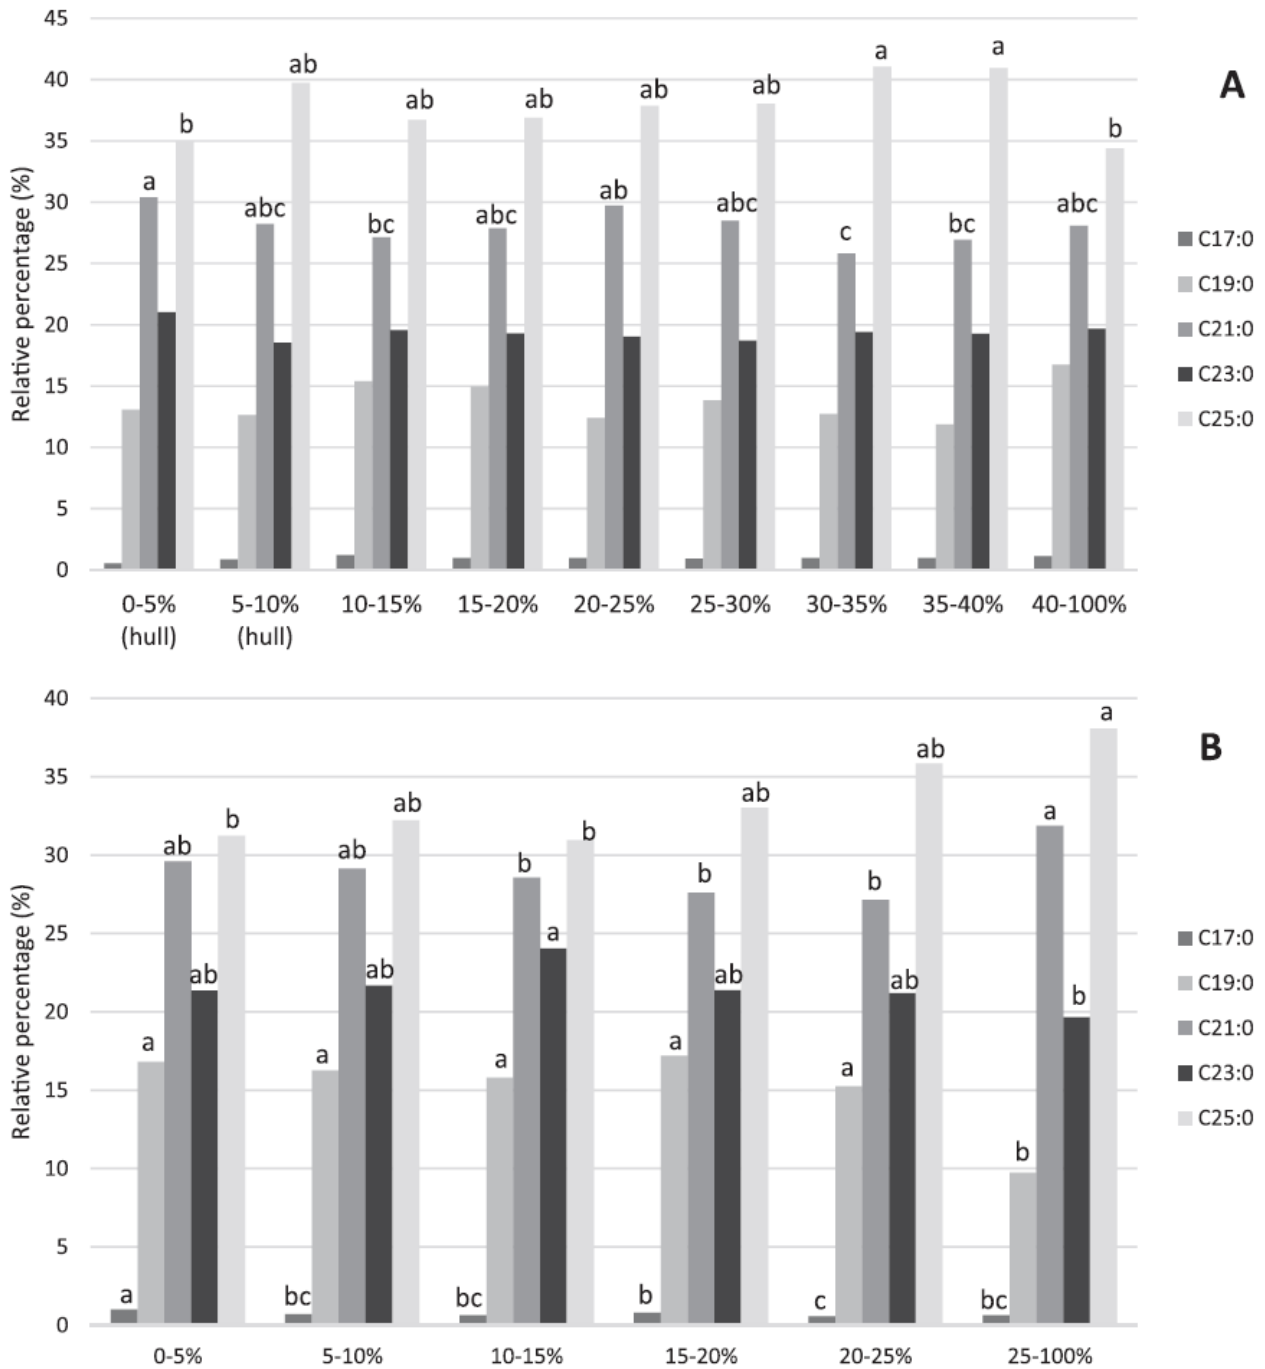 45
40
35
30
25
20
15
10
5
0
Relative percentage (%)
A
b
ab
ab
ab
ab
ab
a
a
b
a
abc
bc
abc
ab
abc
c
bc
abc
C17:0
C19:0
C21:0
C23:0
C25:0
0-5% 5-10% 10-15% 15-20% 20-25% 25-30% 30-35% 35-40% 40-100%
(hull) (hull)
40
35
30
25
20
15
10
5
0
Relative percentage (%)
B
a a ab ab b
bc a ab ab ab
bc a b a b
b a b ab ab
c a b ab ab
bc b a b a
C17:0
C19:0
C21:0
C23:0
C25:0
0-5% 5-10% 10-15% 15-20% 20-25% 25-100%